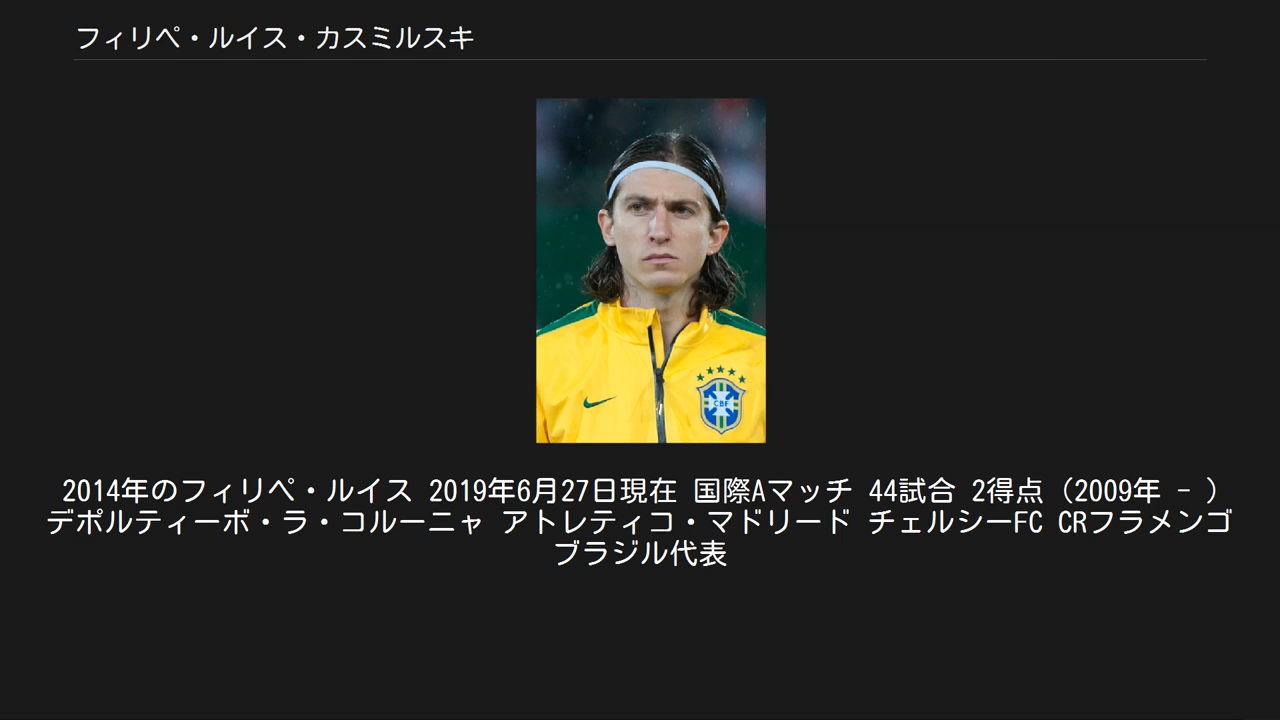 フィリペ・ルイス・カスミルスキ
CBF
2014年のフィリペ・ルイス 2019年6月27日現在 国際Aマッチ 44試合 2得点（2009年 - ）
デポルティーボ・ラ・コルーニャ アトレティコ・マドリード チェルシーFC CRフラメンゴ
ブラジル代表